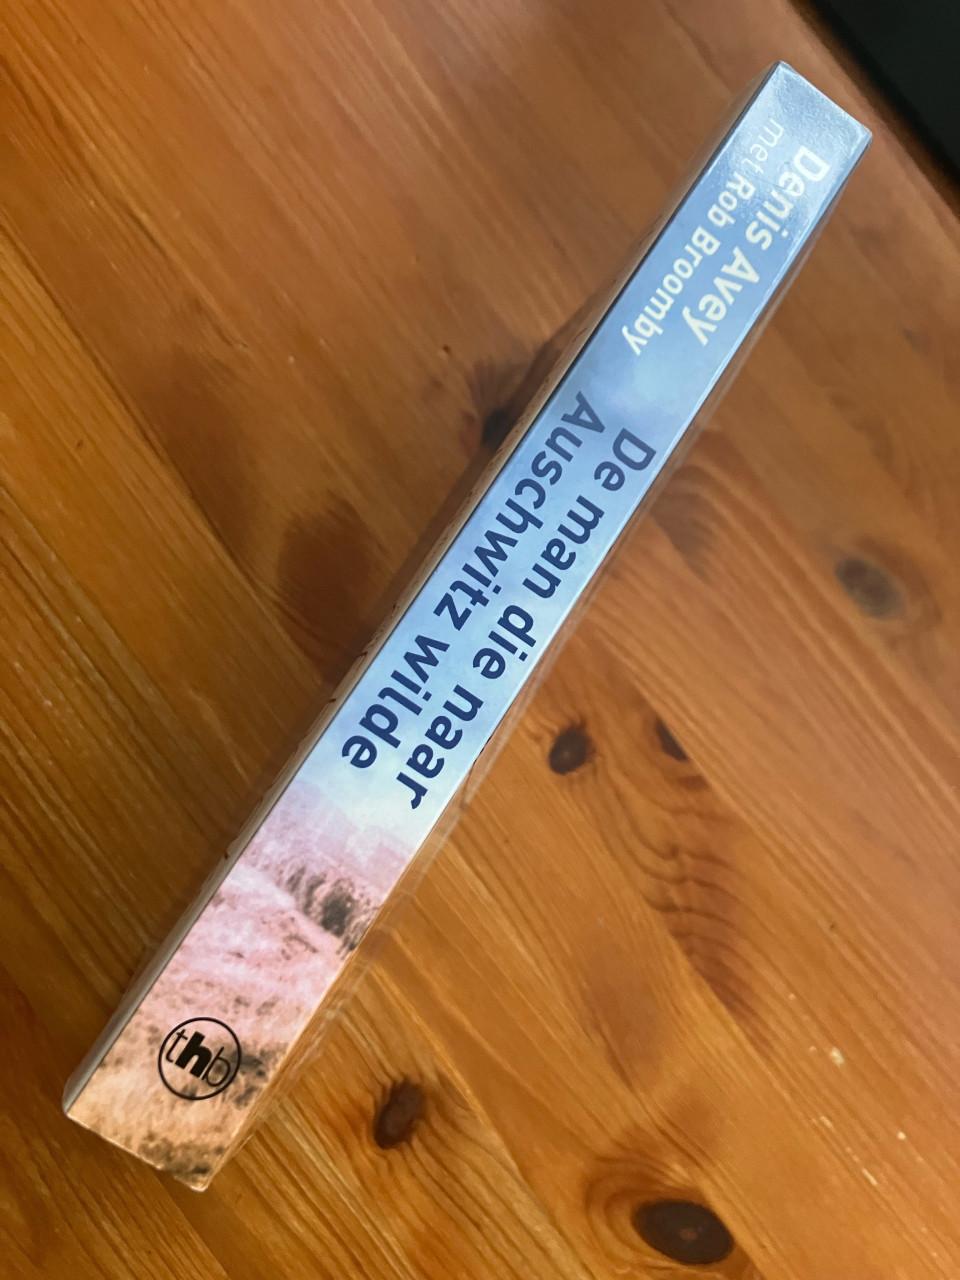 Denis Avey
met Rob Broomby
De man die naar
Auschwitz wilde
thb